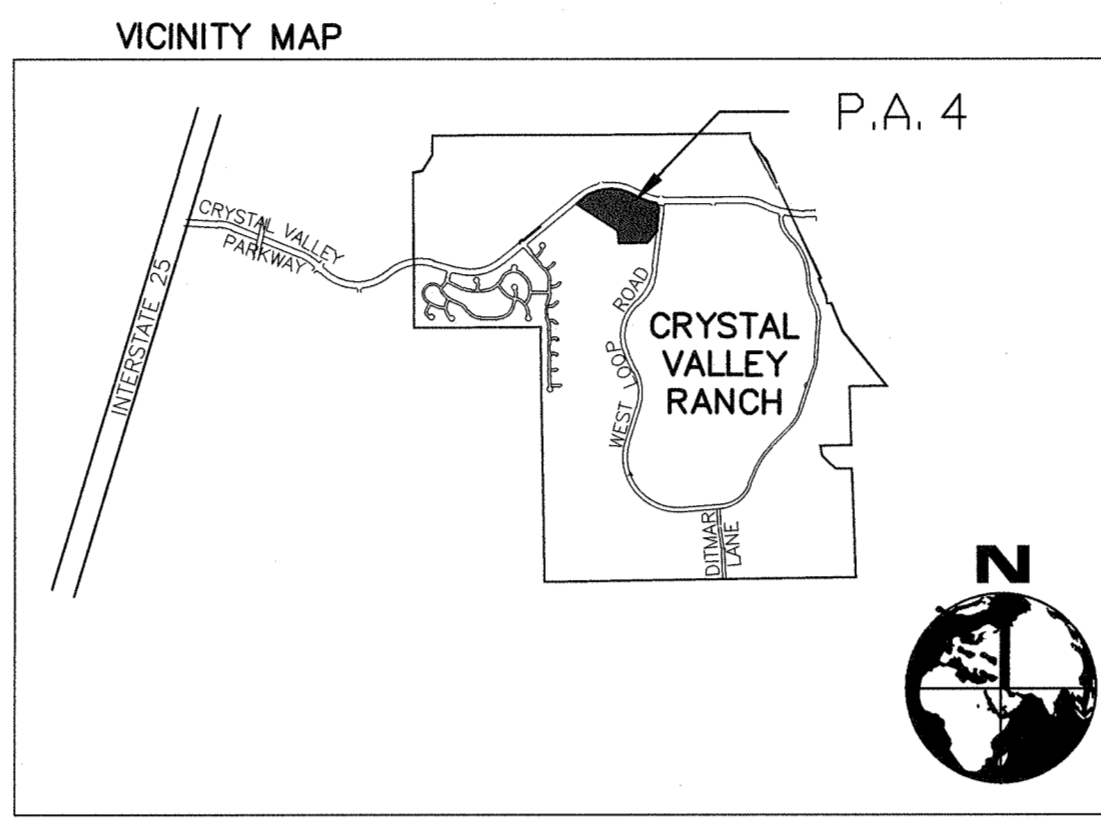 VICINITY MAP
P.A. 4
CRYSTAL VALLEY
PARKWAY
INTERSTATE 25
WEST LOOP ROAD
CRYSTAL
VALLEY
RANCH
DITMAR
LANE
N